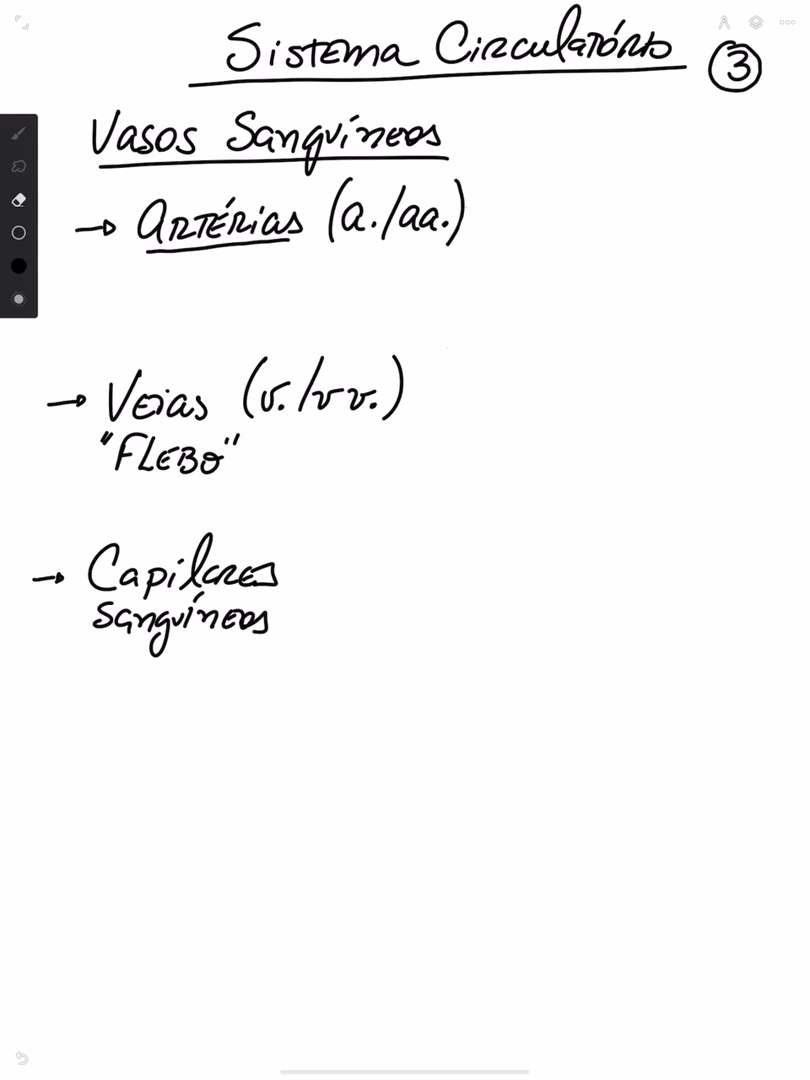 Sistema Circulatório
3
Vasos Sanguíneos
→ Artérias (a./aa.)
→ Veias (v./vv.)
"FLEBO"
→ Capilares
Sanguíneos